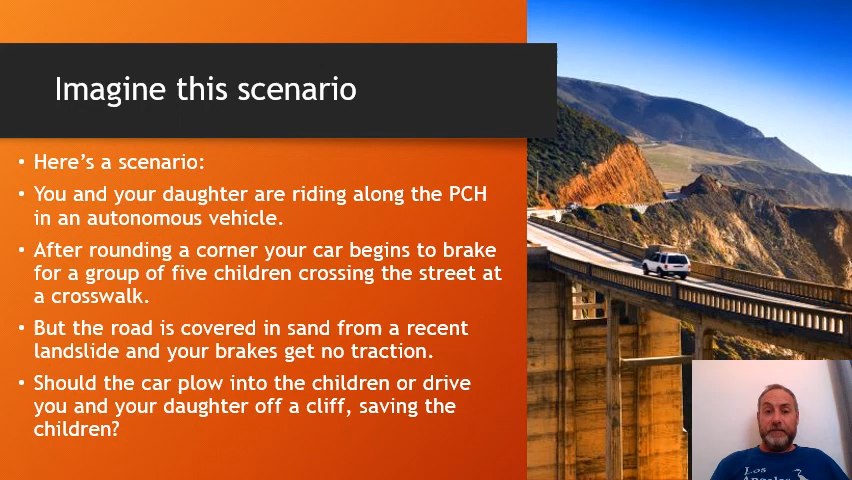 Imagine this scenario
• Here’s a scenario:
• You and your daughter are riding along the PCH
in an autonomous vehicle.
• After rounding a corner your car begins to brake
for a group of five children crossing the street at
a crosswalk.
• But the road is covered in sand from a recent
landslide and your brakes get no traction.
• Should the car plow into the children or drive
you and your daughter off a cliff, saving the
children?
Los
Angeles